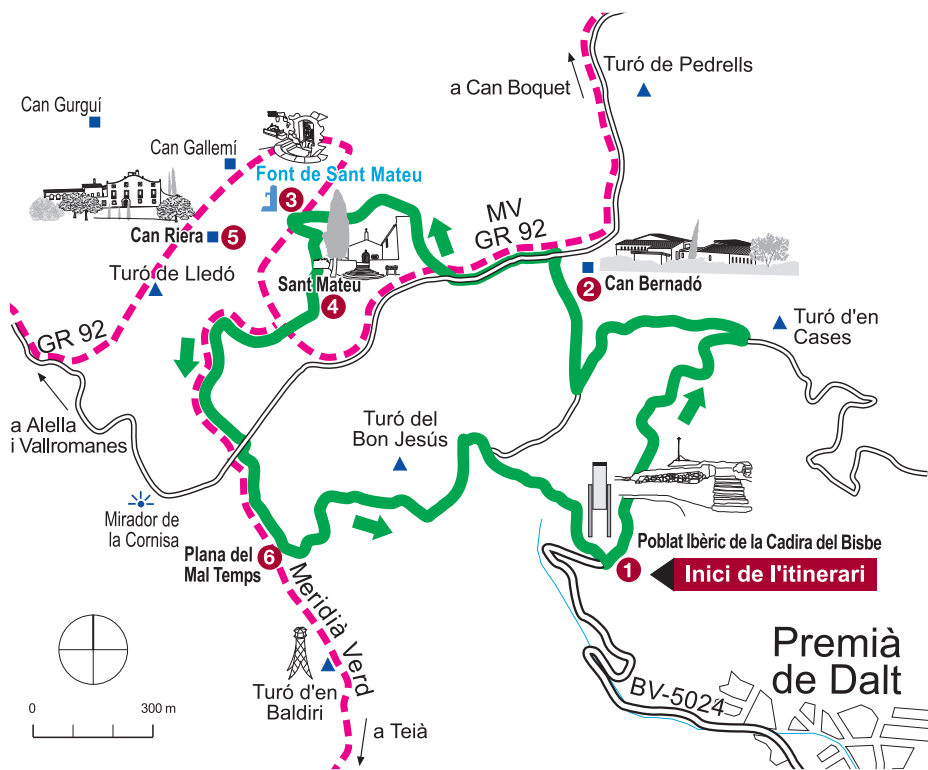 Turó de Pedrells
a Can Boquet
Can Gurguí
Can Gallemí
Font de Sant Mateu
3
MV
GR 92
Can Riera
5
2
Can Bernadó
Turó de Lledó
Sant Mateu
4
GR 92
Turó d'en
Cases
a Alella
i Vallromanes
Turó del
Bon Jesús
Mirador de
la Cornisa
Plana del
Mal Temps
6
Poblat Ibèric de la Cadira del Bisbe
1
Inici de l'itinerari
Meridià Verd
Premià
de Dalt
BV-5024
Turó d'en
Baldiri
a Teià
0
300 m